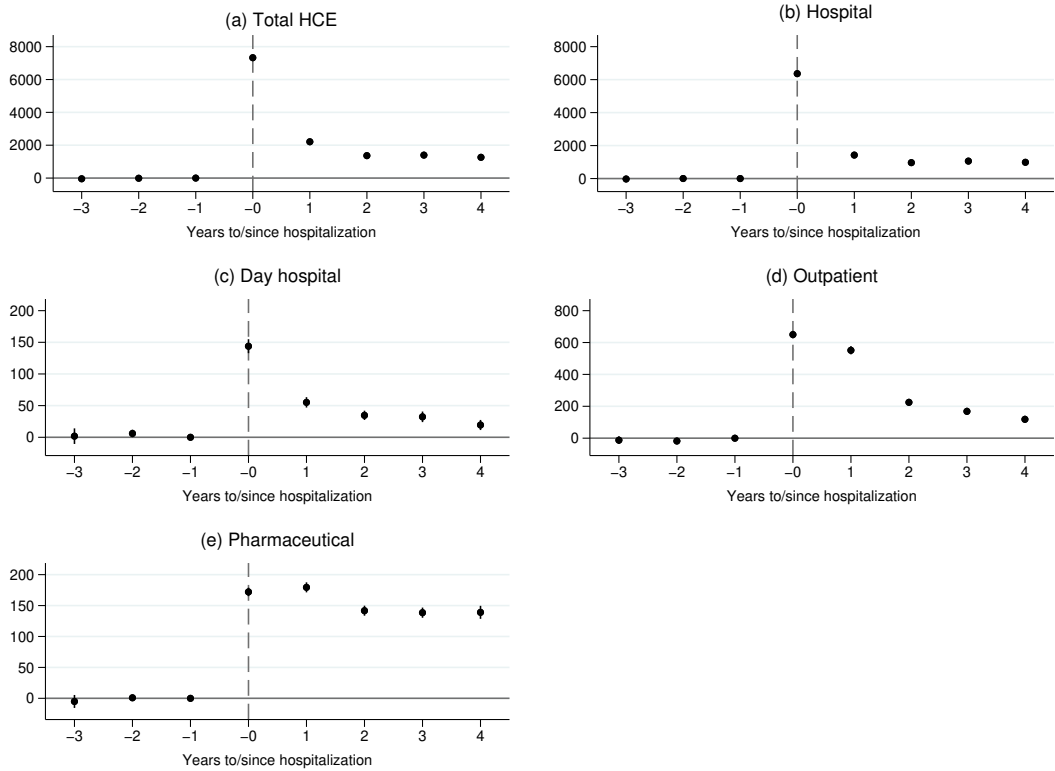 (a) Total HCE
8000
6000
4000
2000
0
−3 −2 −1 −0 1 2 3 4
Years to/since hospitalization
(b) Hospital
8000
6000
4000
2000
0
−3 −2 −1 −0 1 2 3 4
Years to/since hospitalization
(c) Day hospital
200
150
100
50
0
−3 −2 −1 −0 1 2 3 4
Years to/since hospitalization
(d) Outpatient
800
600
400
200
0
−3 −2 −1 −0 1 2 3 4
Years to/since hospitalization
(e) Pharmaceutical
200
150
100
50
0
−3 −2 −1 −0 1 2 3 4
Years to/since hospitalization